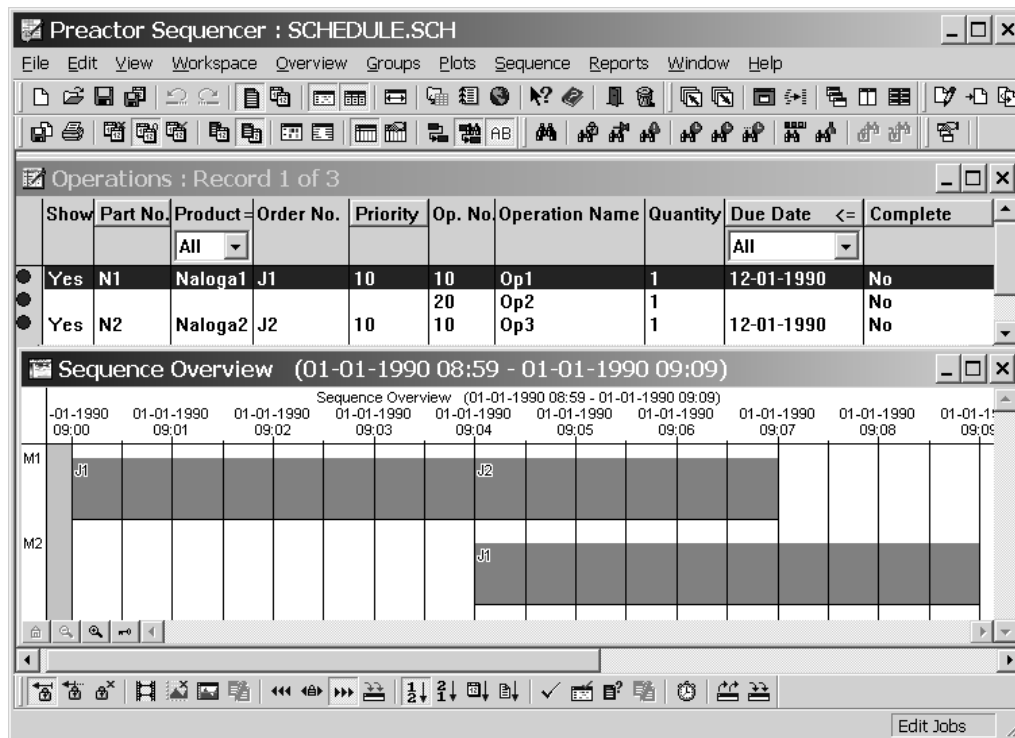 Preactor Sequencer : SCHEDULE.SCH
File Edit View Workspace Overview Groups Plots Sequence Reports Window Help
AB
Operations : Record 1 of 3
Show Part No. Product = Order No. Priority Op. No. Operation Name Quantity Due Date <= Complete
All All
Yes N1 Naloga1 J1 10 10 Op1 1 12-01-1990 No
20 Op2 1 No
Yes N2 Naloga2 J2 10 10 Op3 1 12-01-1990 No
Sequence Overview (01-01-1990 08:59 - 01-01-1990 09:09)
Sequence Overview (01-01-1990 08:59 - 01-01-1990 09:09)
-01-1990 01-01-1990 01-01-1990 01-01-1990 01-01-1990 01-01-1990 01-01-1990 01-01-1990 01-01-1990 01-01-1
09:00 09:01 09:02 09:03 09:04 09:05 09:06 09:07 09:08 09:09
M1 J1 J2
M2 J1
Edit Jobs